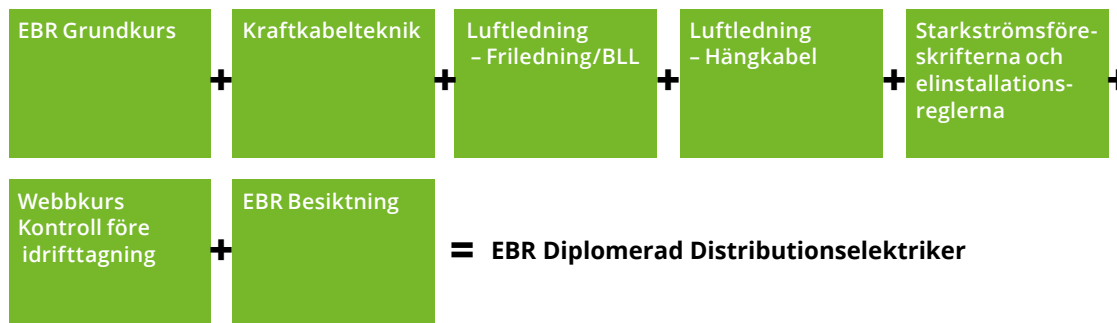 EBR Grundkurs
+
Kraftkabelteknik
+
Luftledning
– Friledning/BLL
+
Luftledning
– Hängkabel
+
Starkströmsföre-
skrifterna och
elinstallations-
reglerna
+
Webbkurs
Kontroll före
idrifttagning
+
EBR Besiktning
= EBR Diplomerad Distributionselektriker